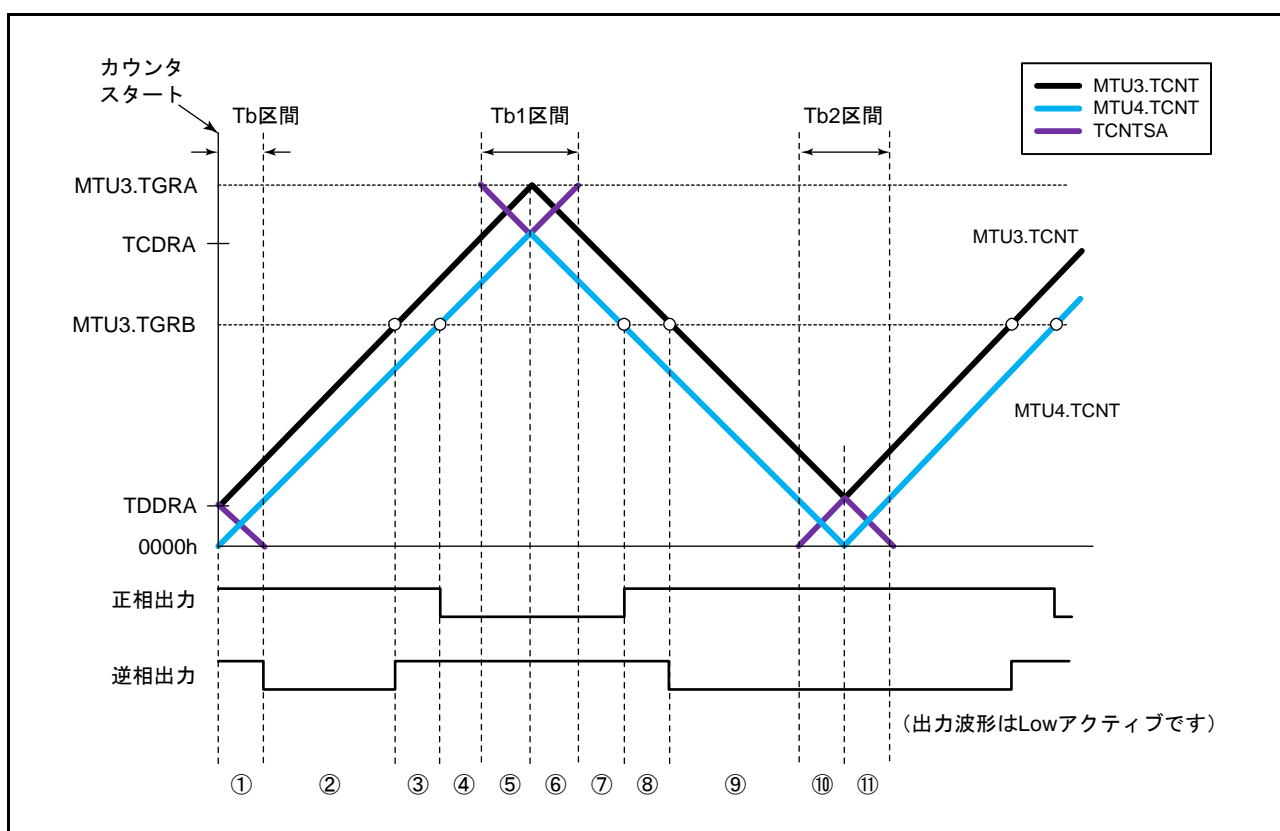 カウンタ
スタート
Tb区間
Tb1区間
Tb2区間
MTU3.TCNT
MTU4.TCNT
TCNTSA
MTU3.TGRA
TCDRA
MTU3.TCNT
MTU3.TGRB
MTU4.TCNT
TDDRA
0000h
正相出力
逆相出力
（出力波形はLowアクティブです）
① ② ③ ④ ⑤ ⑥ ⑦ ⑧ ⑨ ⑩ ⑪